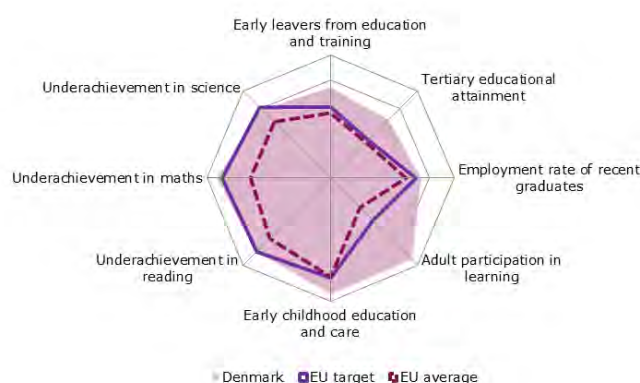 Early leavers from education
and training
Underachievement in science
Tertiary educational
attainment
Underachievement in maths
Employment rate of recent
graduates
Underachievement in
reading
Adult participation in
learning
Early childhood education
and care
Denmark EU target EU average